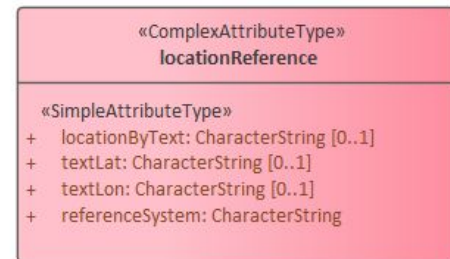 «ComplexAttributeType»
locationReference
«SimpleAttributeType»
+ locationByText: CharacterString [0..1]
+ textLat: CharacterString [0..1]
+ textLon: CharacterString [0..1]
+ referenceSystem: CharacterString